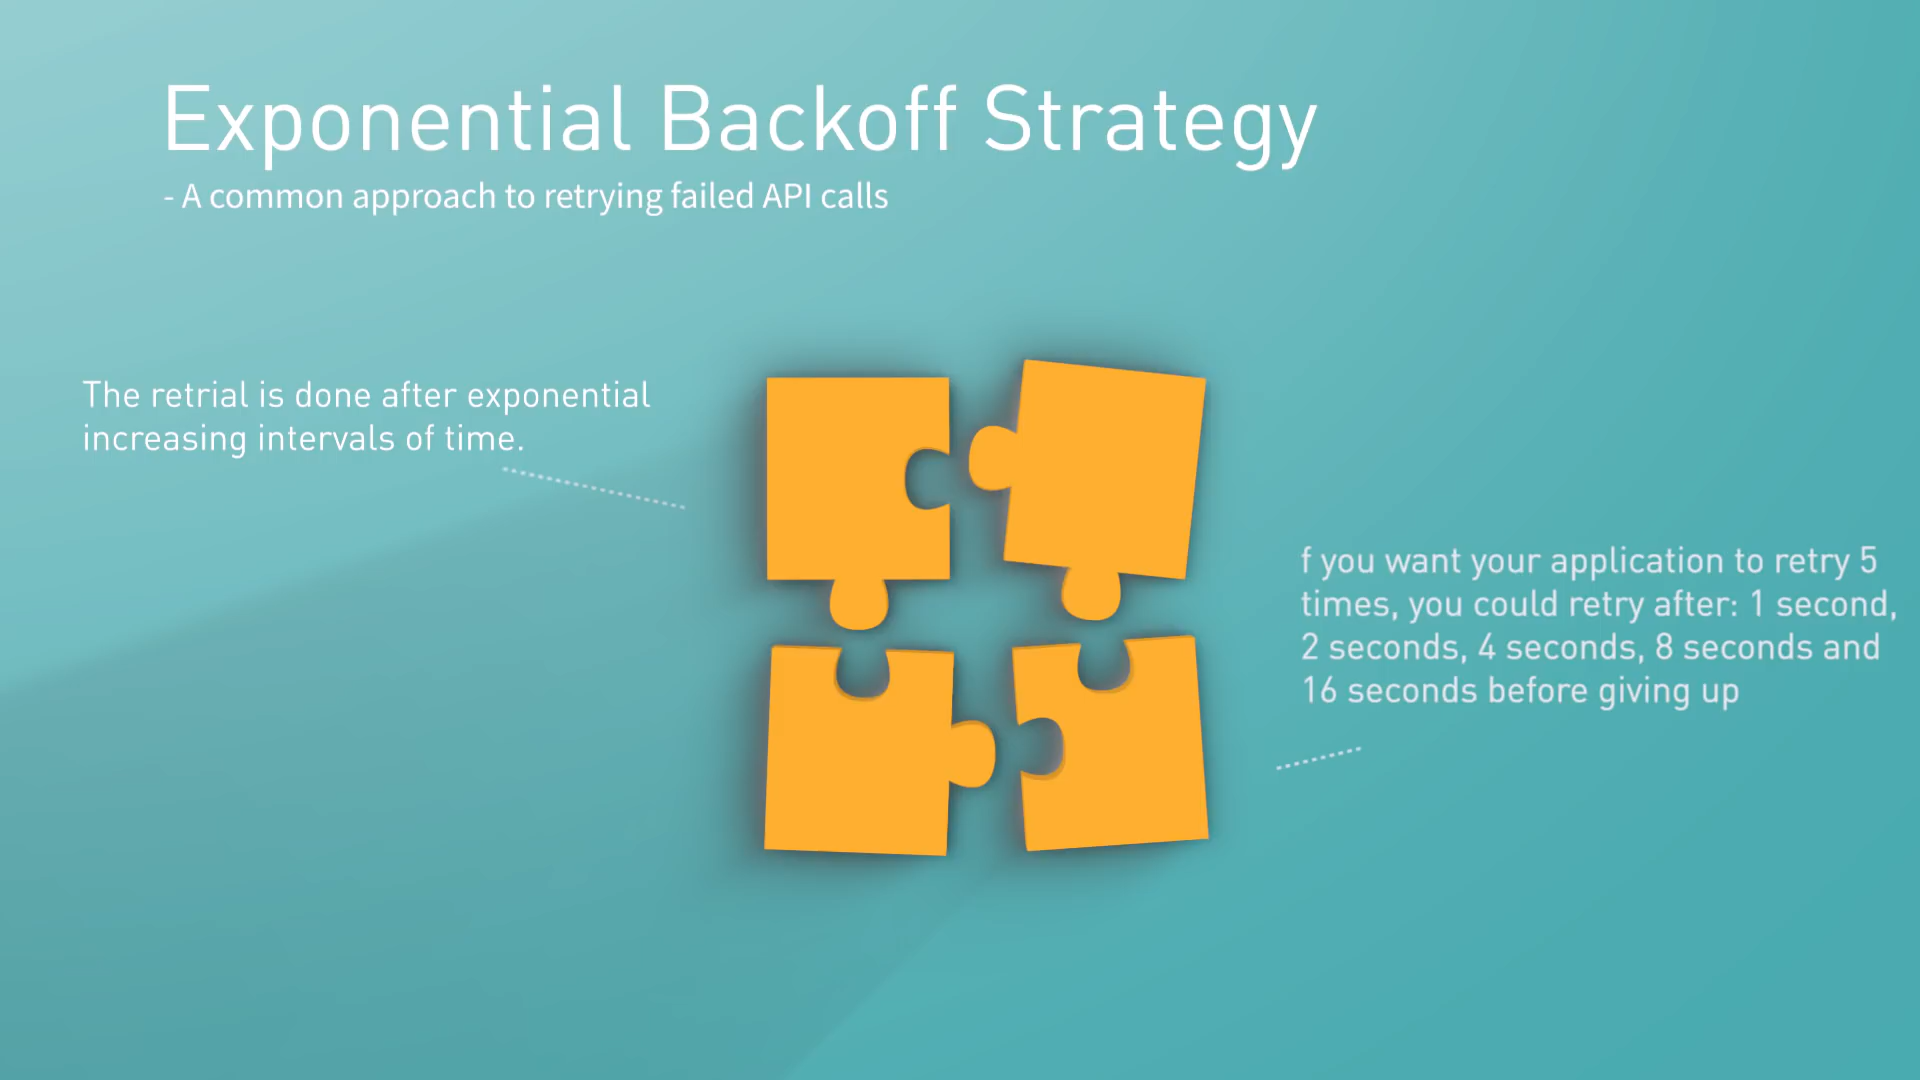 Exponential Backoff Strategy
- A common approach to retrying failed API calls
The retrial is done after exponential
increasing intervals of time.
f you want your application to retry 5
times, you could retry after: 1 second,
2 seconds, 4 seconds, 8 seconds and
16 seconds before giving up